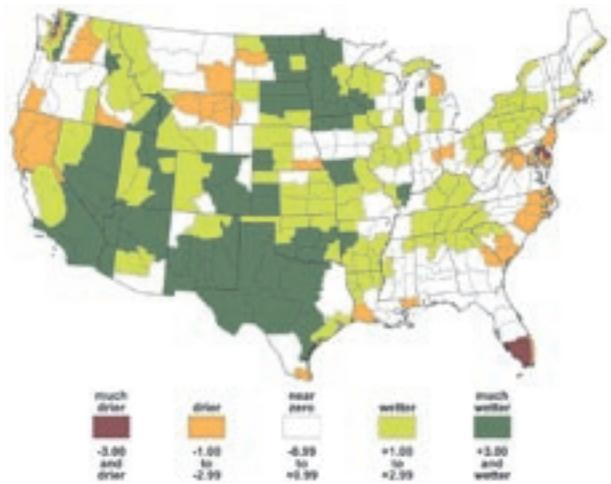 much drier
drier
near zero
wetter
much wetter
-3.00 and drier
-1.00 to -2.99
-0.99 to +0.99
+1.00 to +2.99
+3.00 and wetter